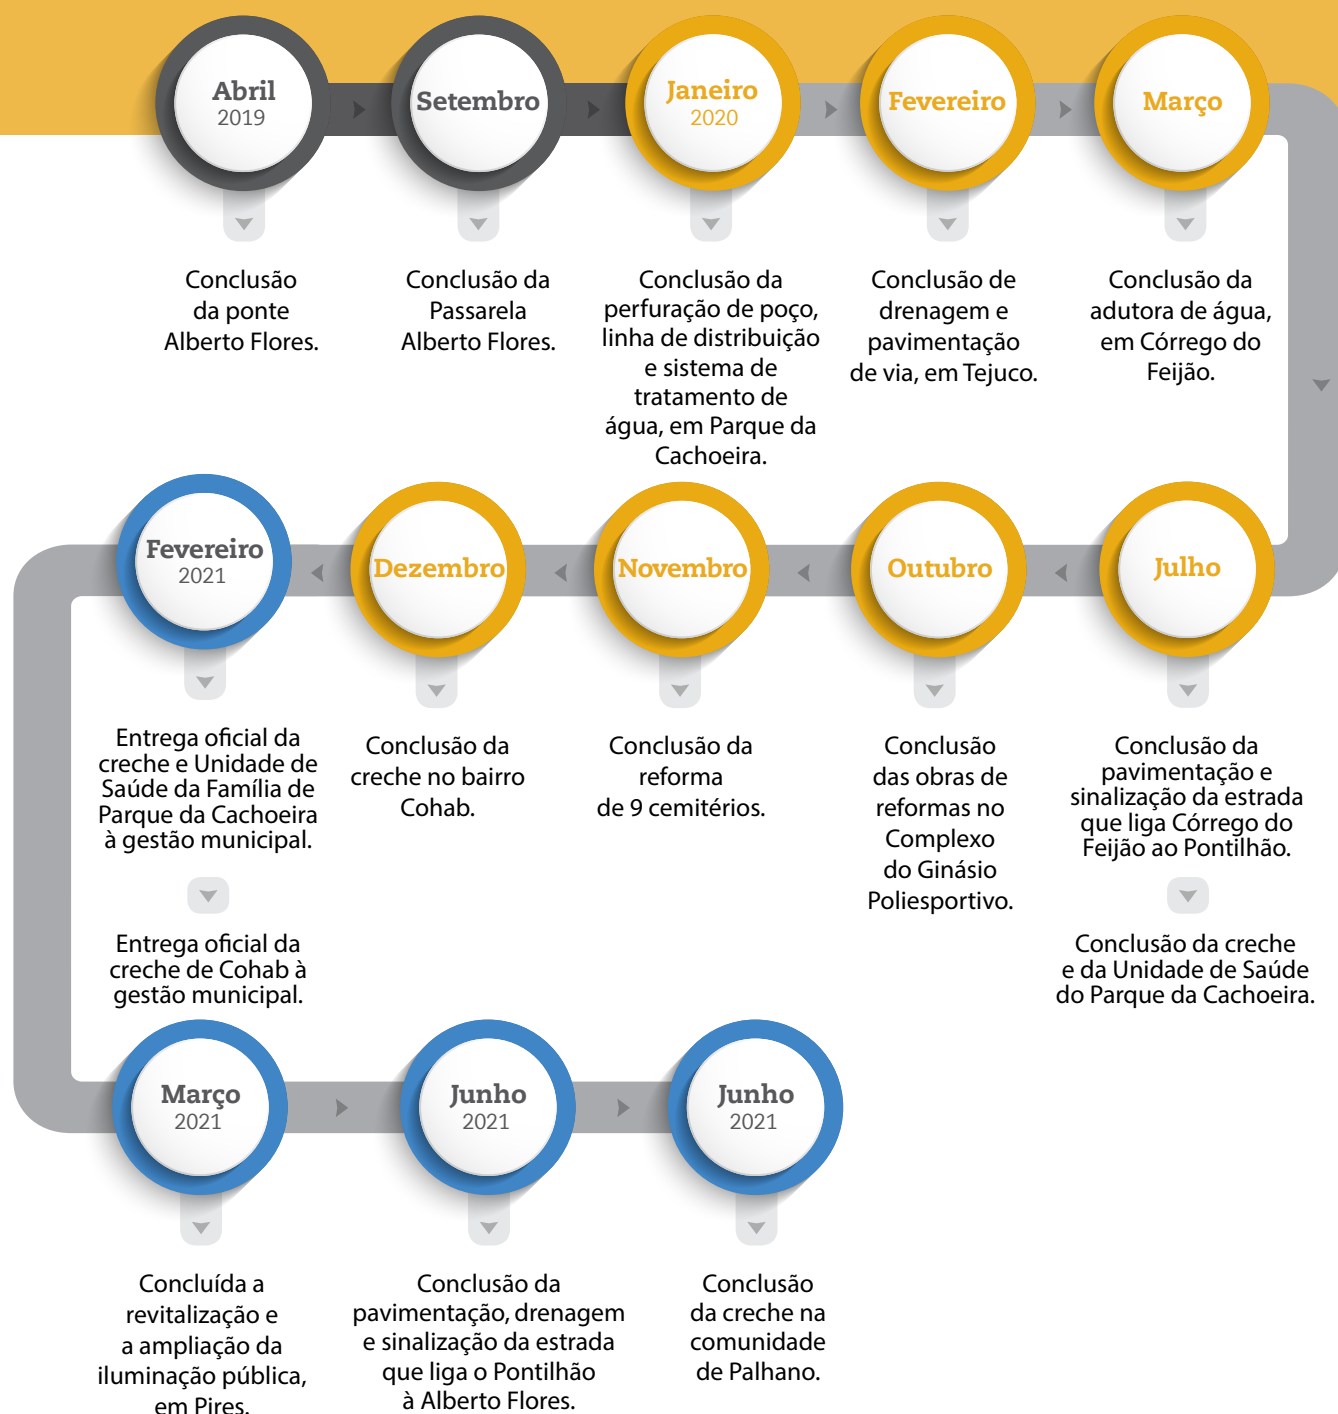 Abril
2019
Conclusão
da ponte
Alberto Flores.
Setembro
Conclusão da
Passarela
Alberto Flores.
Janeiro
2020
Conclusão da
perfuração de poço,
linha de distribuição
e sistema de
tratamento de
água, em Parque da
Cachoeira.
Fevereiro
Conclusão de
drenagem e
pavimentação
de via, em Tejuco.
Março
Conclusão da
adutora de água,
em Córrego do
Feijão.
Julho
Conclusão da
pavimentação e
sinalização da estrada
que liga Córrego do
Feijão ao Pontilhão.
Conclusão da creche
e da Unidade de Saúde
do Parque da Cachoeira.
Outubro
Conclusão
das obras de
reformas no
Complexo
do Ginásio
Poliesportivo.
Novembro
Conclusão da
reforma
de 9 cemitérios.
Dezembro
Conclusão da
creche no bairro
Cohab.
Fevereiro
2021
Entrega oficial da
creche e Unidade de
Saúde da Família de
Parque da Cachoeira
à gestão municipal.
Entrega oficial da
creche de Cohab à
gestão municipal.
Março
2021
Concluída a
revitalização e
a ampliação da
iluminação pública,
em Pires.
Junho
2021
Conclusão da
pavimentação, drenagem
e sinalização da estrada
que liga o Pontilhão
à Alberto Flores.
Junho
2021
Conclusão
da creche na
comunidade
de Palhano.